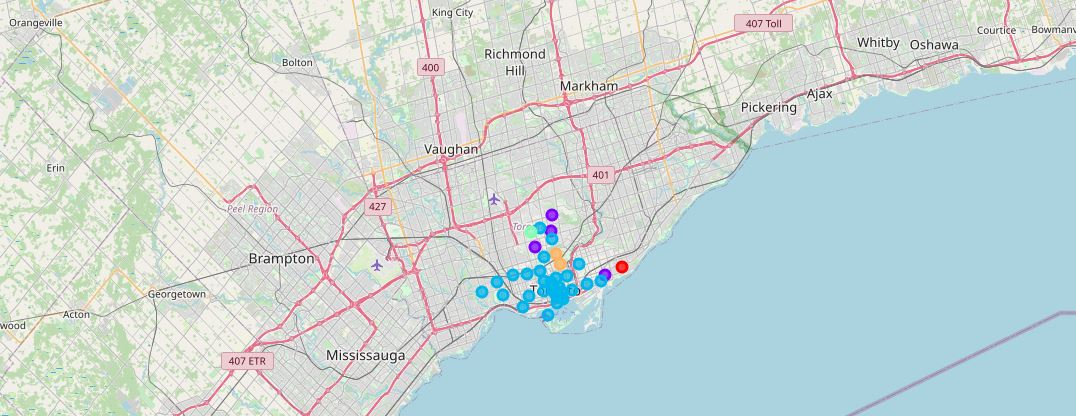 Orangeville
King City
407 Toll
Courtice
Bowmanv
Whitby
Oshawa
Richmond
Hill
Bolton
400
Markham
Ajax
Pickering
Vaughan
Erin
401
Peel Region
427
Brampton
Georgetown
Acton
wood
Mississauga
407 ETR